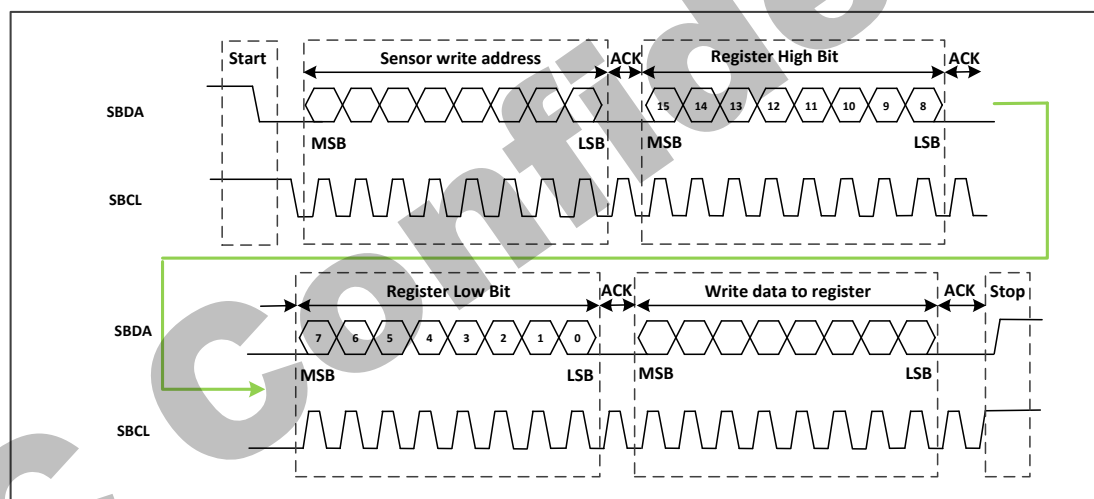 Start Sensor write address ACK Register High Bit ACK
SBDA 15 14 13 12 11 10 9 8
MSB LSB MSB LSB
SBCL
Register Low Bit ACK Write data to register ACK Stop
SBDA 7 6 5 4 3 2 1 0
MSB LSB MSB LSB
SBCL